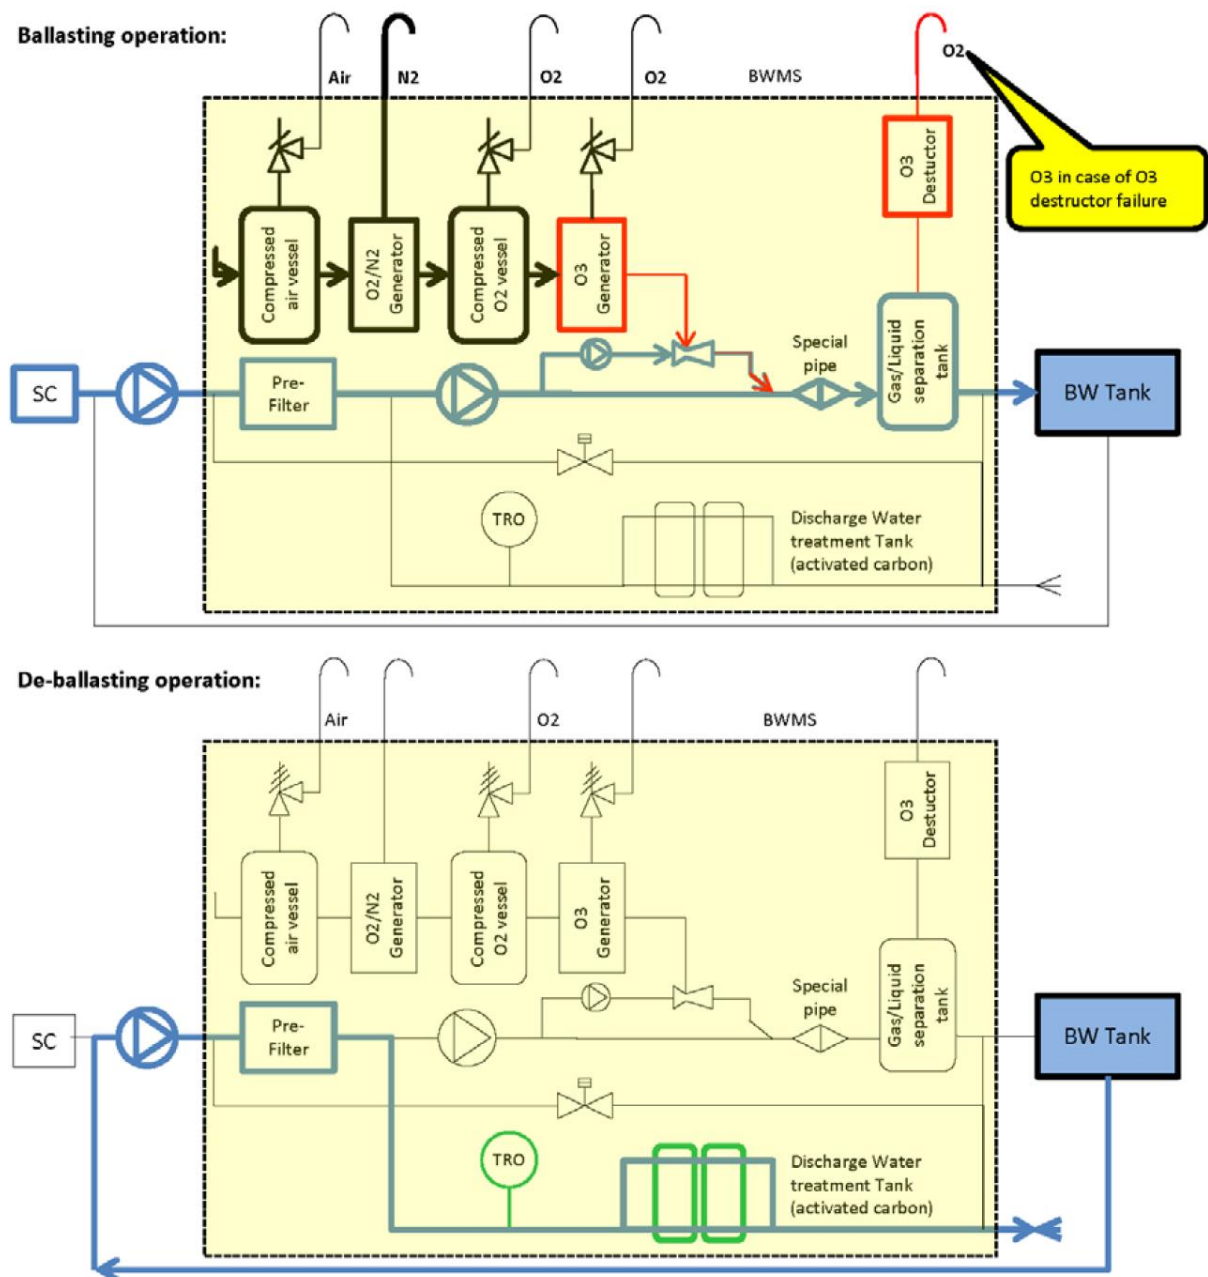 Ballasting operation:
Air
N2
O2
O2
BWMS
O2
O3
Destuctor
O3 in case of O3
destructor failure
Compressed
air vessel
O2/N2
Generator
Compressed
O2 vessel
O3
Generator
Gas/Liquid
separation
tank
SC
Pre-
Filter
Special
pipe
BW Tank
TRO
Discharge Water
treatment Tank
(activated carbon)
De-ballasting operation:
Air
O2
BWMS
O3
Destuctor
Compressed
air vessel
O2/N2
Generator
Compressed
O2 vessel
O3
Generator
Gas/Liquid
separation
tank
SC
Pre-
Filter
Special
pipe
BW Tank
TRO
Discharge Water
treatment Tank
(activated carbon)